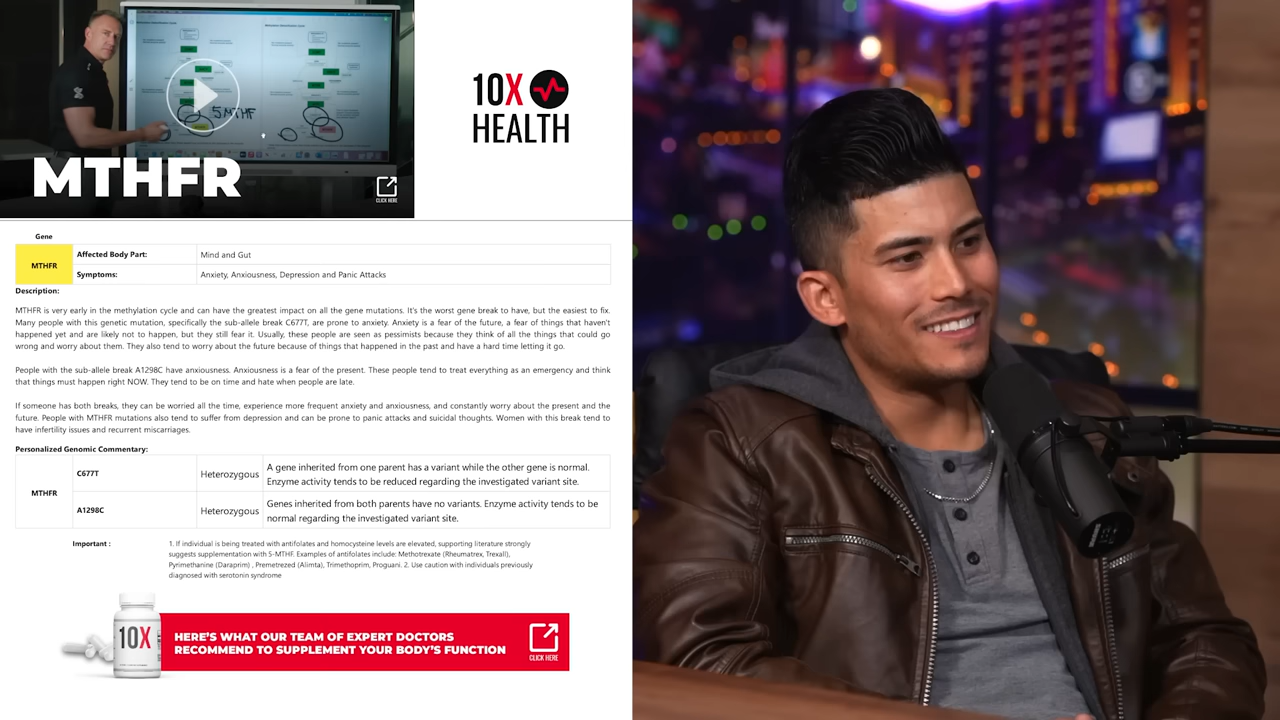 5MTHF
MTHFR
CLICK HERE
10X
HEALTH
Gene
MTHFR
Affected Body Part:
Mind and Gut
Symptoms:
Anxiety, Anxiousness, Depression and Panic Attacks
Description:
MTHFR is very early in the methylation cycle and can have the greatest impact on all the gene mutations. It's the worst gene break to have, but the easiest to fix.
Many people with this genetic mutation, specifically the sub-allele break C677T, are prone to anxiety. Anxiety is a fear of the future, a fear of things that haven't
happened yet and are likely not to happen, but they still fear it. Usually, these people are seen as pessimists because they think of all the things that could go
wrong and worry about them. They also tend to worry about the future because of things that happened in the past and have a hard time letting it go.
People with the sub-allele break A1298C have anxiousness. Anxiousness is a fear of the present. These people tend to treat everything as an emergency and think
that things must happen right NOW. They tend to be on time and hate when people are late.
If someone has both breaks, they can be worried all the time, experience more frequent anxiety and anxiousness, and constantly worry about the present and the
future. People with MTHFR mutations also tend to suffer from depression and can be prone to panic attacks and suicidal thoughts. Women with this break tend to
have infertility issues and recurrent miscarriages.
Personalized Genomic Commentary:
MTHFR
C677T
Heterozygous
A gene inherited from one parent has a variant while the other gene is normal.
Enzyme activity tends to be reduced regarding the investigated variant site.
A1298C
Heterozygous
Genes inherited from both parents have no variants. Enzyme activity tends to be
normal regarding the investigated variant site.
Important :
1. If individual is being treated with antifolates and homocysteine levels are elevated, supporting literature strongly
suggests supplementation with 5-MTHF. Examples of antifolates include: Methotrexate (Rheumatrex, Trexall),
Pyrimethanine (Daraprim) , Premetrezed (Alimta), Trimethoprim, Proguani. 2. Use caution with individuals previously
diagnosed with serotonin syndrome
10X
HERE'S WHAT OUR TEAM OF EXPERT DOCTORS
RECOMMEND TO SUPPLEMENT YOUR BODY'S FUNCTION
CLICK HERE